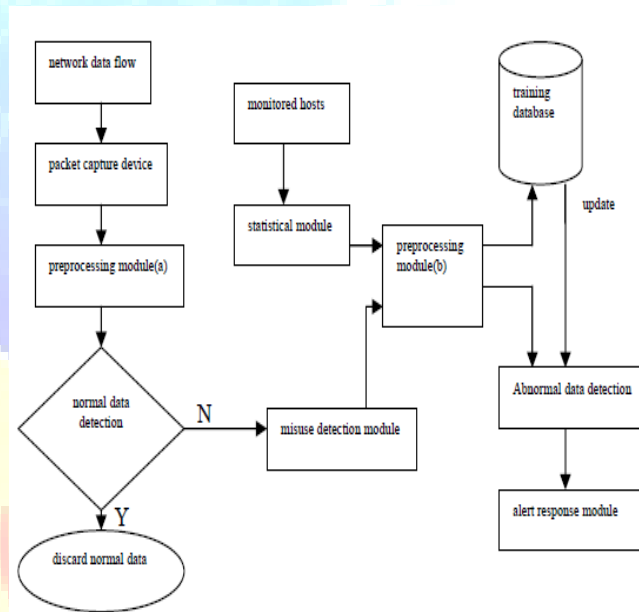 network data flow
packet capture device
preprocessing module(a)
normal data
detection
N
Y
discard normal data
monitored hosts
statistical module
misuse detection module
preprocessing
module(b)
training
database
update
Abnormal data detection
alert response module